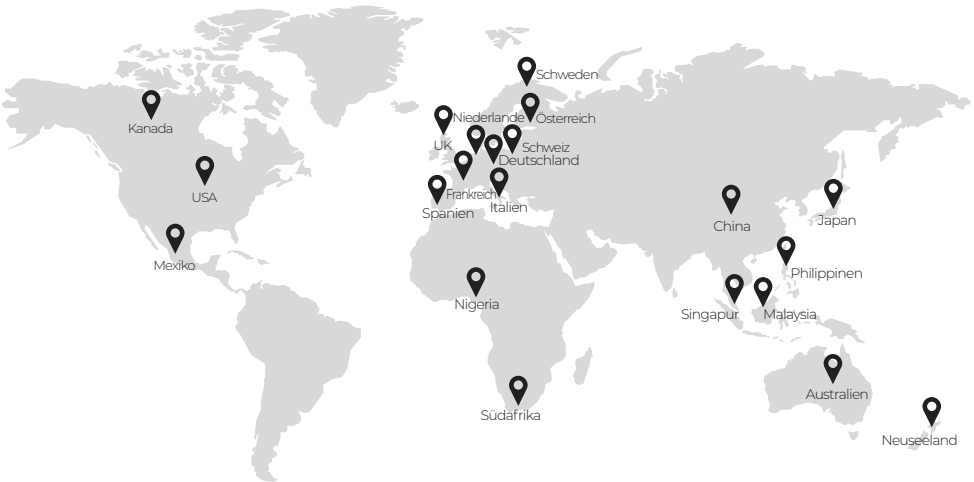 Schweden
Niederlande
Österreich
Kanada
UK
Schweiz
Deutschland
USA
Frankreich
Italien
Spanien
China
Japan
Mexiko
Philippinen
Nigeria
Singapur
Malaysia
Australien
Südafrika
Neuseeland